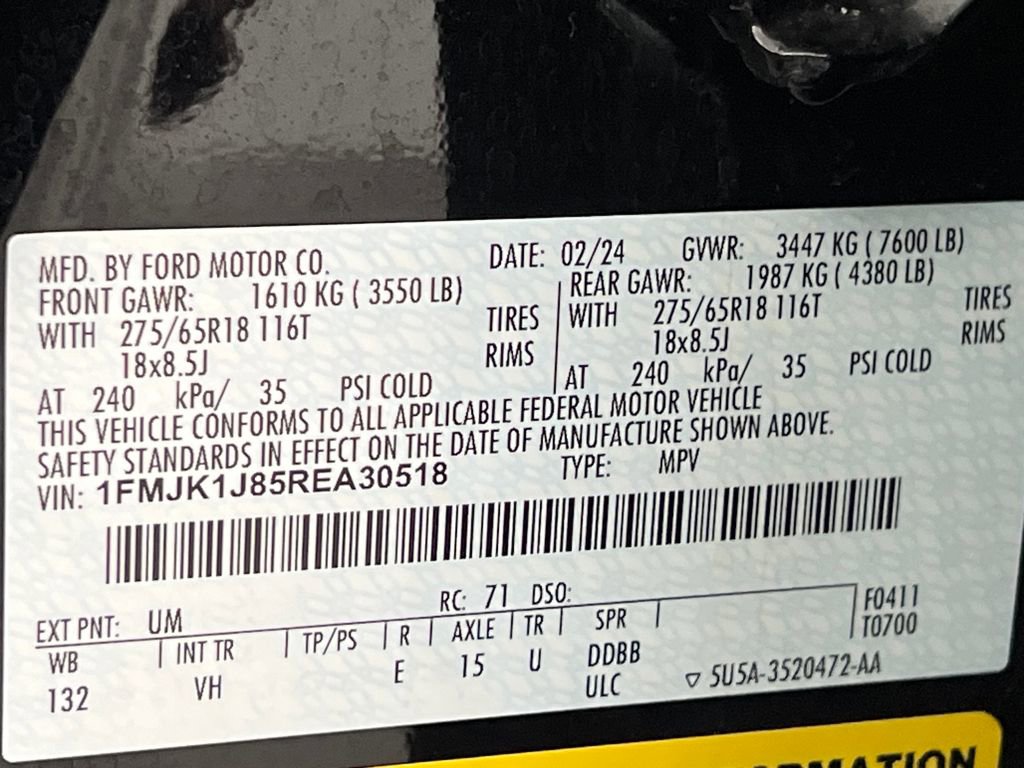 MFD. BY FORD MOTOR CO. DATE: 02/24 GVWR: 3447 KG ( 7600 LB)
FRONT GAWR: 1610 KG ( 3550 LB) REAR GAWR: 1987 KG ( 4380 LB)
WITH 275/65R18 116T TIRES WITH 275/65R18 116T TIRES
18x8.5J RIMS 18x8.5J RIMS
AT 240 kPa/ 35 PSI COLD AT 240 kPa/ 35 PSI COLD
THIS VEHICLE CONFORMS TO ALL APPLICABLE FEDERAL MOTOR VEHICLE
SAFETY STANDARDS IN EFFECT ON THE DATE OF MANUFACTURE SHOWN ABOVE.
VIN: 1FMJK1J85REA30518 TYPE: MPV
EXT PNT: UM RC: 71 DSO: F0411
WB INT TR TP/PS R AXLE TR SPR T0700
132 VH E 15 U DDBB
ULC 5U5A-3520472-AA